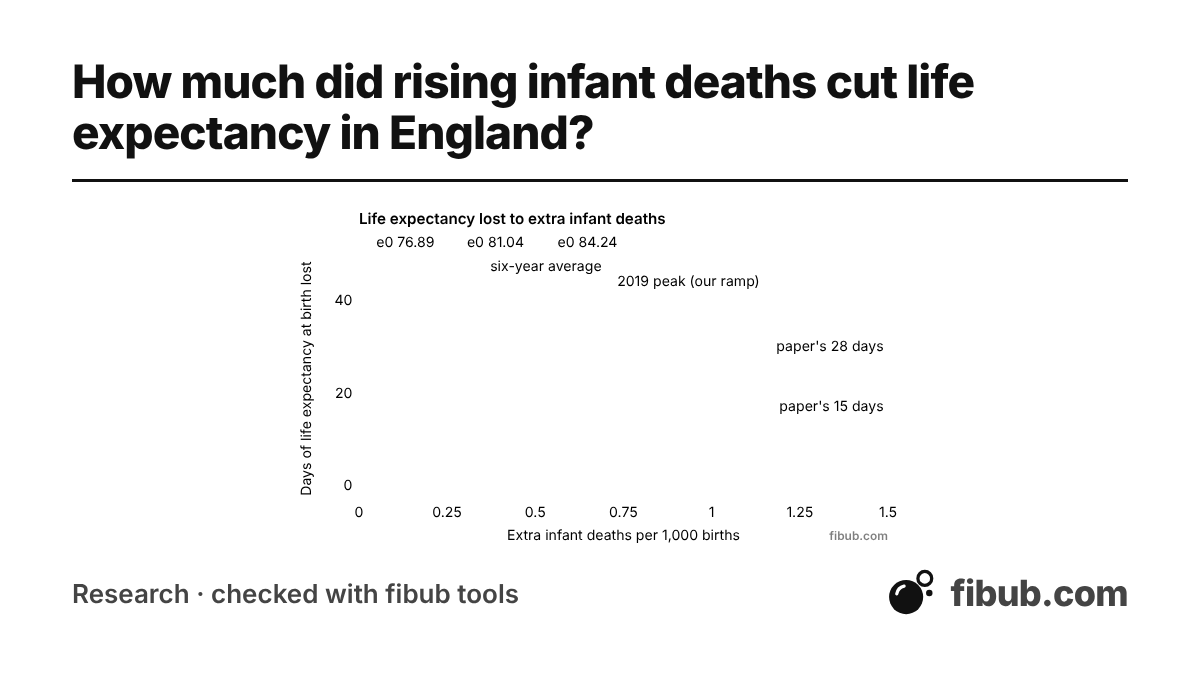 How much did rising infant deaths cut life
expectancy in England?
Life expectancy lost to extra infant deaths
e0 76.89 e0 81.04 e0 84.24
six-year average
2019 peak (our ramp)
Days of life expectancy at birth lost
40
paper's 28 days
20
paper's 15 days
0
0 0.25 0.5 0.75 1 1.25 1.5
Extra infant deaths per 1,000 births
fibub.com
Research · checked with fibub tools
fibub.com